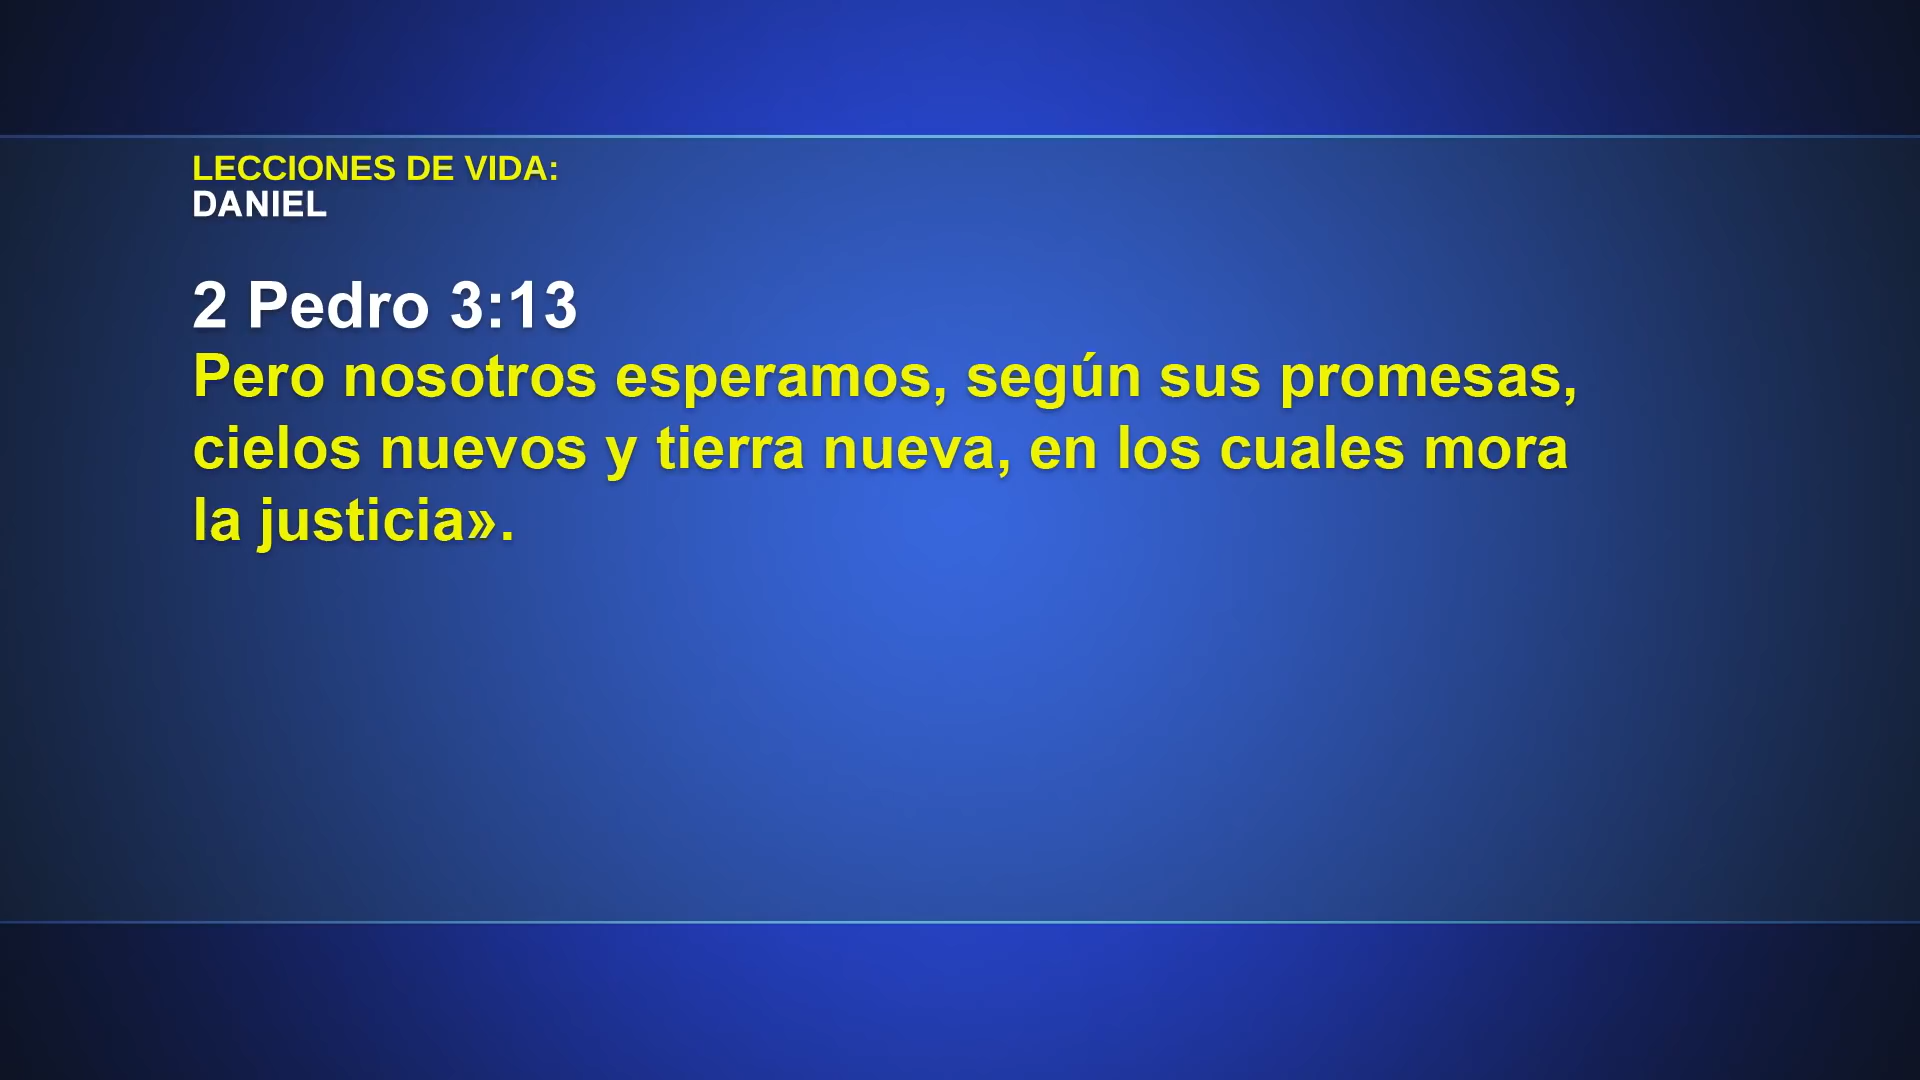 LECCIONES DE VIDA:
DANIEL
2 Pedro 3:13
Pero nosotros esperamos, según sus promesas,
cielos nuevos y tierra nueva, en los cuales mora
la justicia».